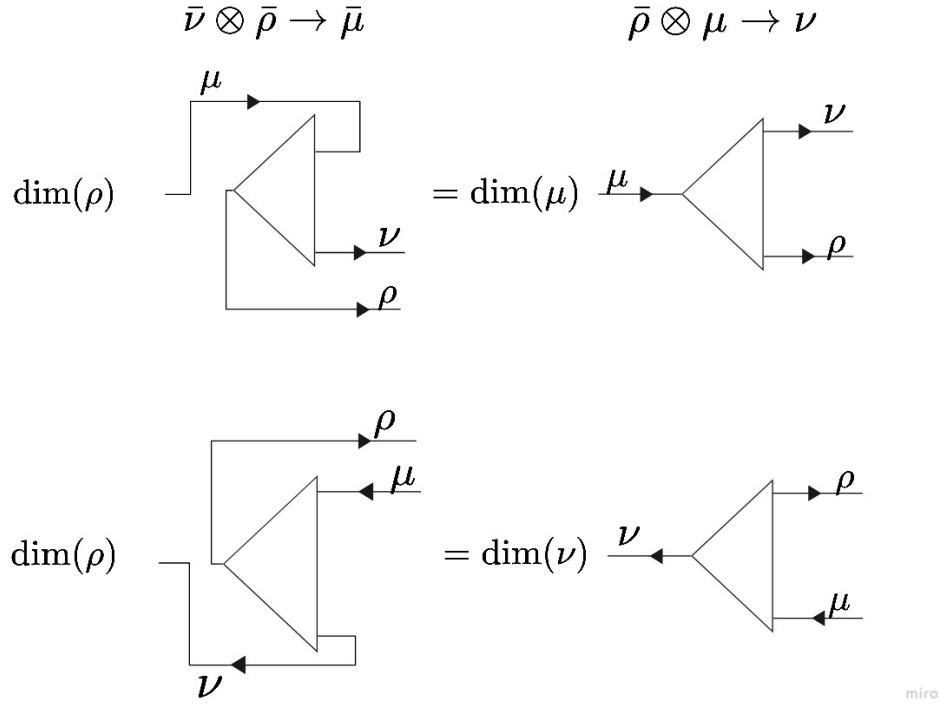 ν̄ ⊗ ρ̄ → μ̄
ρ̄ ⊗ μ → ν
μ
ν
dim(ρ)
= dim(μ)
μ
ν
ρ
ρ
ρ
μ
ρ
dim(ρ)
= dim(ν)
ν
μ
ν
miro